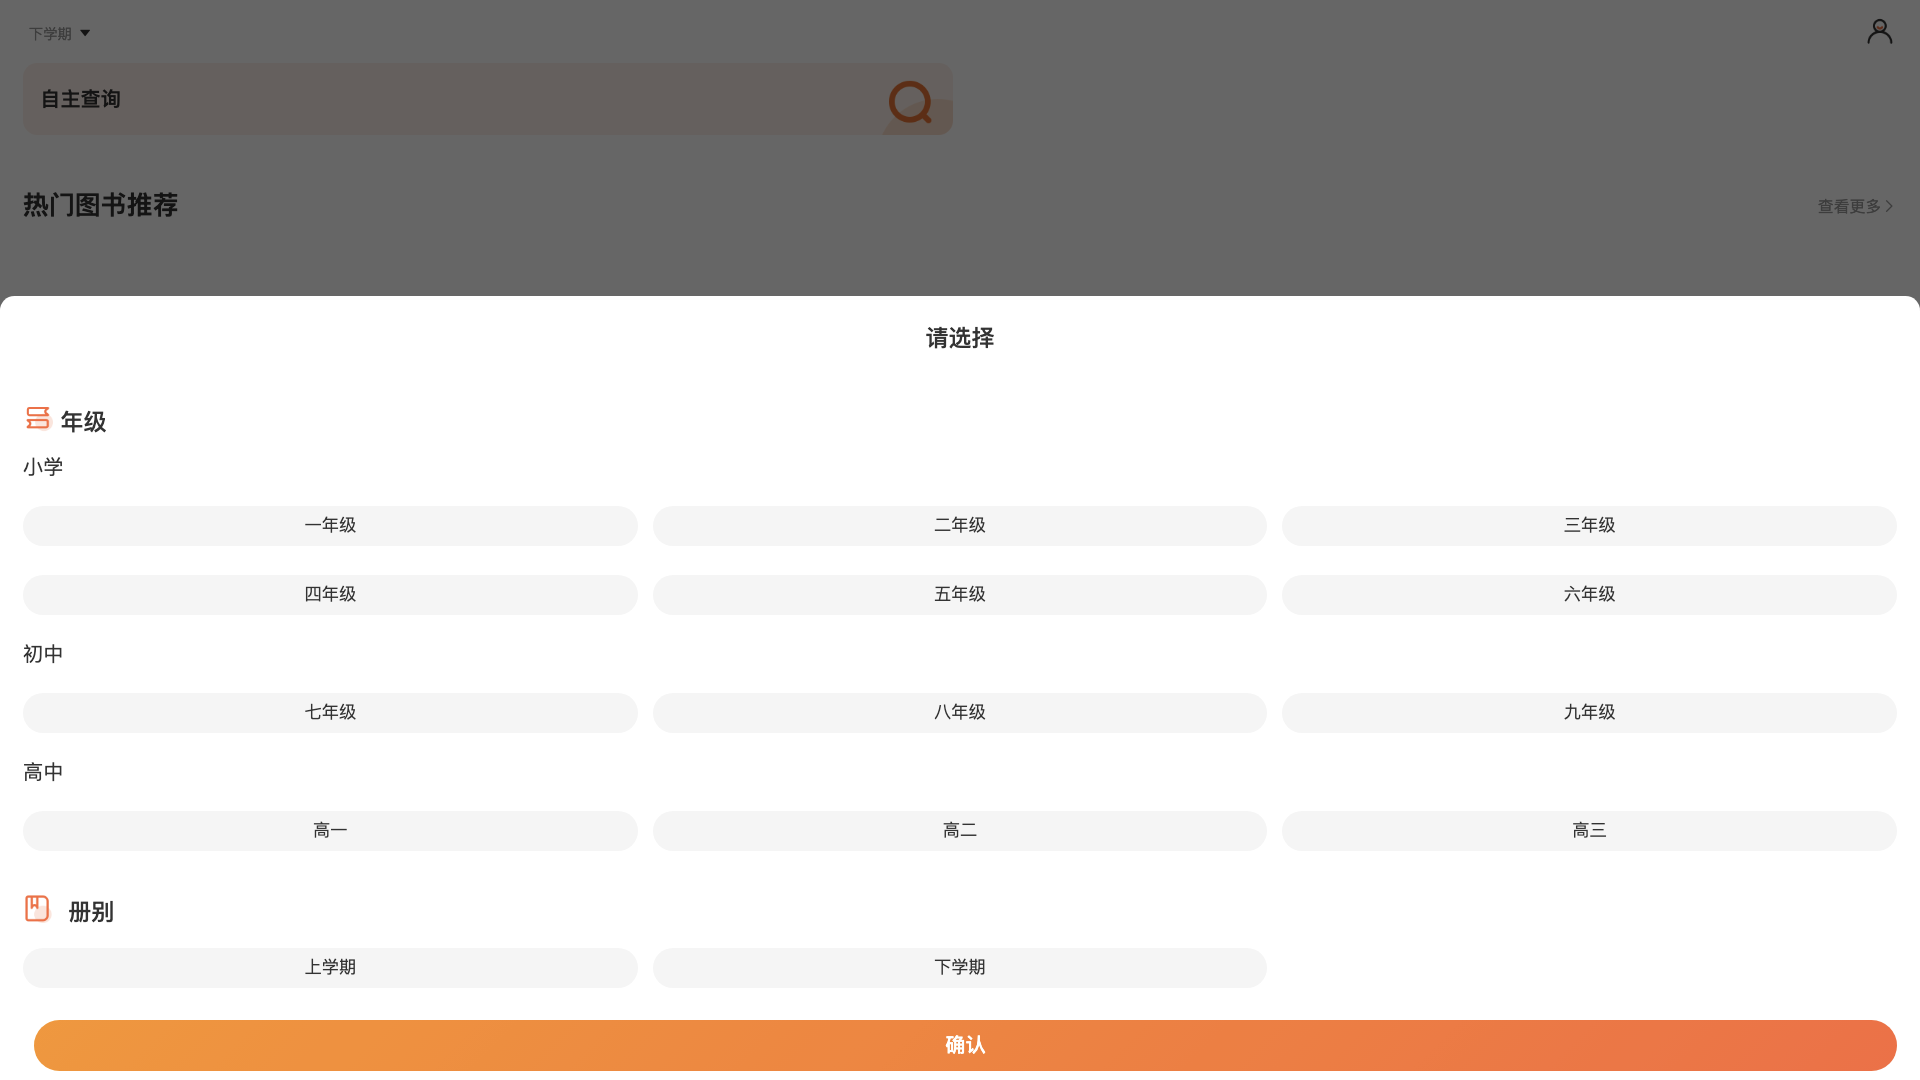 下学期
自主查询
热门图书推荐
查看更多
请选择
年级
小学
一年级
二年级
三年级
四年级
五年级
六年级
初中
七年级
八年级
九年级
高中
高一
高二
高三
册别
上学期
下学期
确认